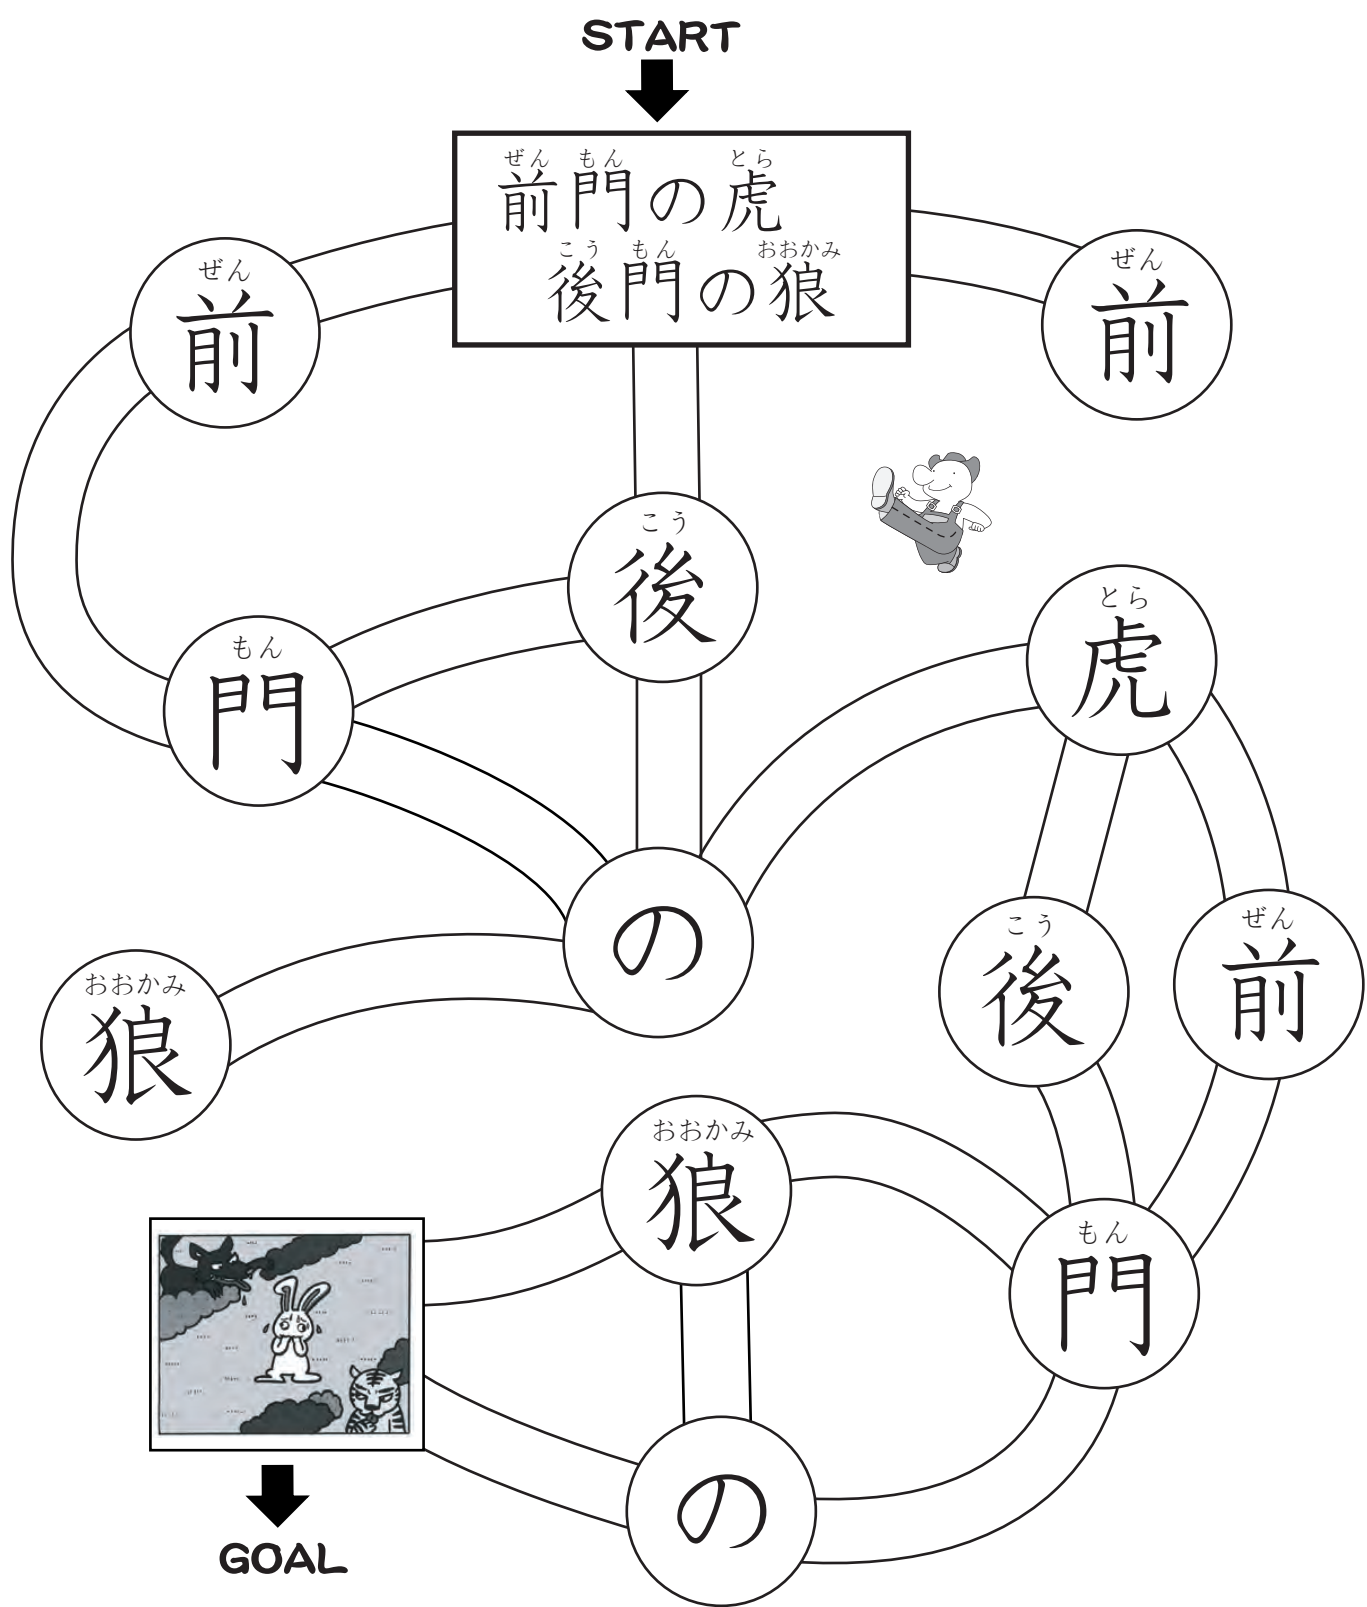 START
ぜん もん とら
前門の虎
こう もん おおかみ
後門の狼
ぜん
前
ぜん
前
こう
後
とら
虎
もん
門
の
こう
後
ぜん
前
おおかみ
狼
おおかみ
狼
もん
門
の
GOAL